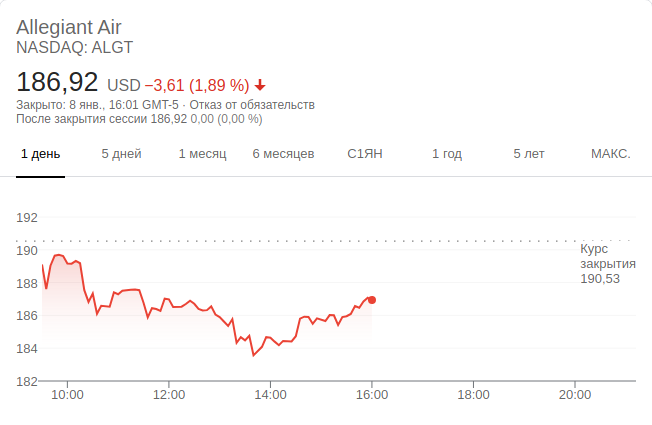 Allegiant Air
NASDAQ: ALGT
186,92 USD −3,61 (1,89 %)
Закрыто: 8 янв., 16:01 GMT-5 · Отказ от обязательств
После закрытия сессии 186,92 0,00 (0,00 %)
1 день 5 дней 1 месяц 6 месяцев С1ЯН 1 год 5 лет МАКС.
192
190
188
186
184
182
Курс
закрытия
190,53
10:00 12:00 14:00 16:00 18:00 20:00